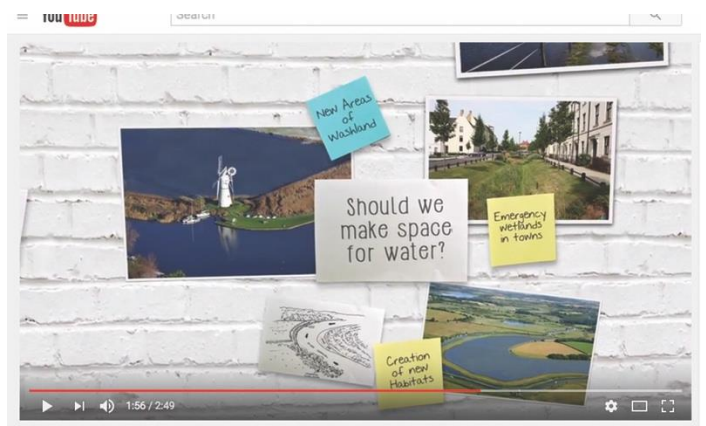 YouTube
Search
New Areas
of
Washland
Should we
make space
for water?
Emergency
wetlands
in towns
Creation
of new
Habitats
1:56 / 2:49